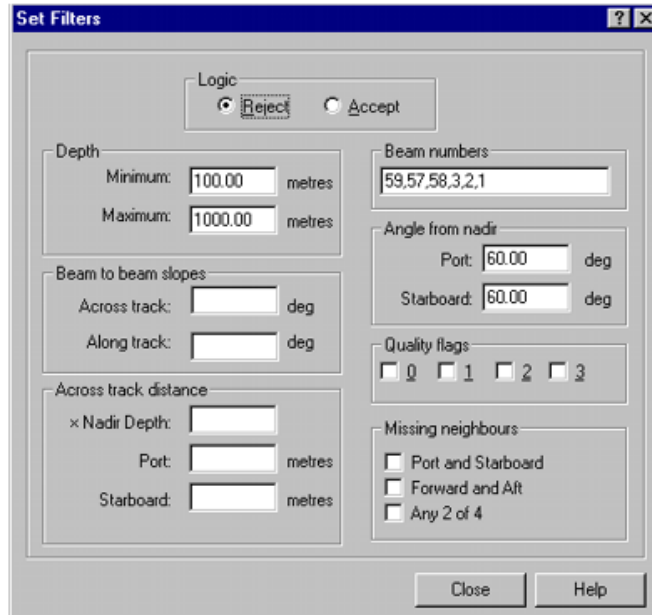 Set Filters
Logic
Reject Accept
Depth
Minimum: 100.00 metres
Maximum: 1000.00 metres
Beam to beam slopes
Across track: deg
Along track: deg
Across track distance
× Nadir Depth:
Port: metres
Starboard: metres
Beam numbers
59,57,58,3,2,1
Angle from nadir
Port: 60.00 deg
Starboard: 60.00 deg
Quality flags
0 1 2 3
Missing neighbours
Port and Starboard
Forward and Aft
Any 2 of 4
Close Help